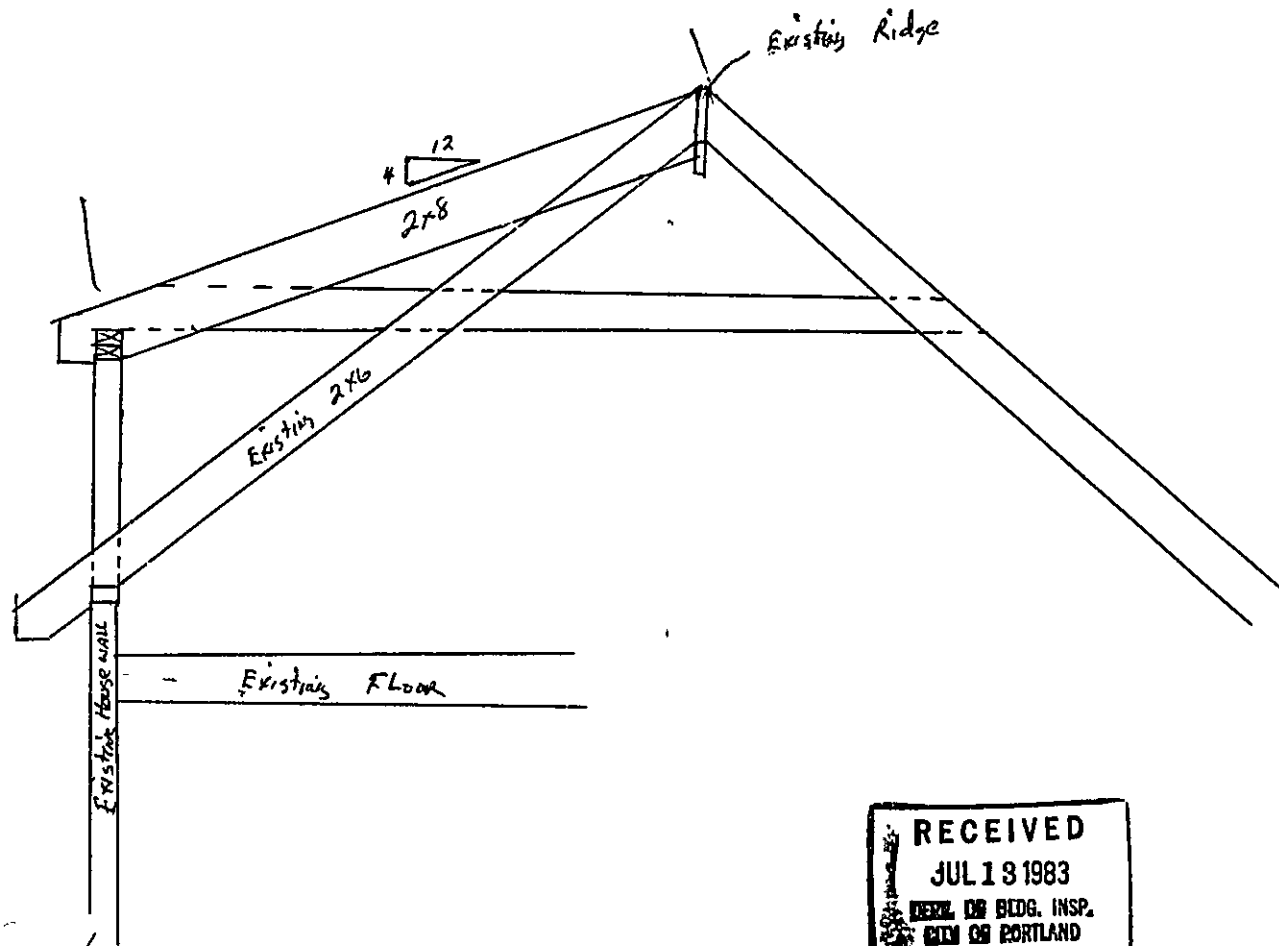 Existing Ridge
12
4
2x8
Existing 2x6
Existing House WALL
Existing FLOOR
RECEIVED
JUL 13 1983
DEPT. OF BLDG. INSP.
CITY OF PORTLAND